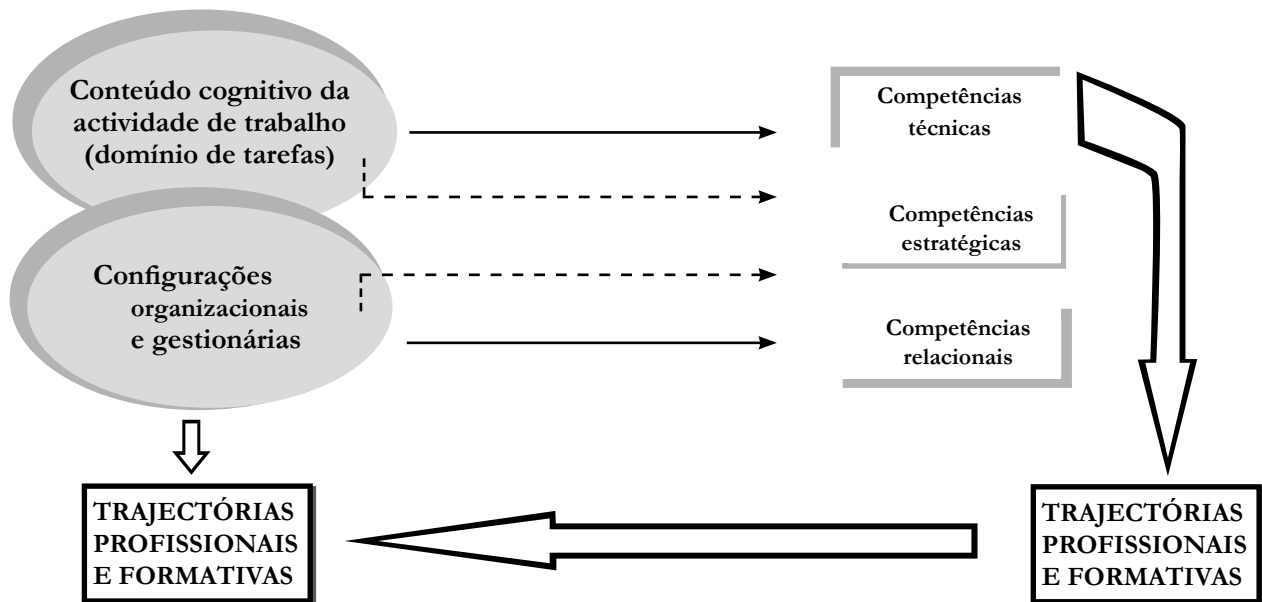 Conteúdo cognitivo da
actividade de trabalho
(domínio de tarefas)
Configurações
organizacionais
e gestionárias
Competências
técnicas
Competências
estratégicas
Competências
relacionais
TRAJECTÓRIAS
PROFISSIONAIS
E FORMATIVAS
TRAJECTÓRIAS
PROFISSIONAIS
E FORMATIVAS